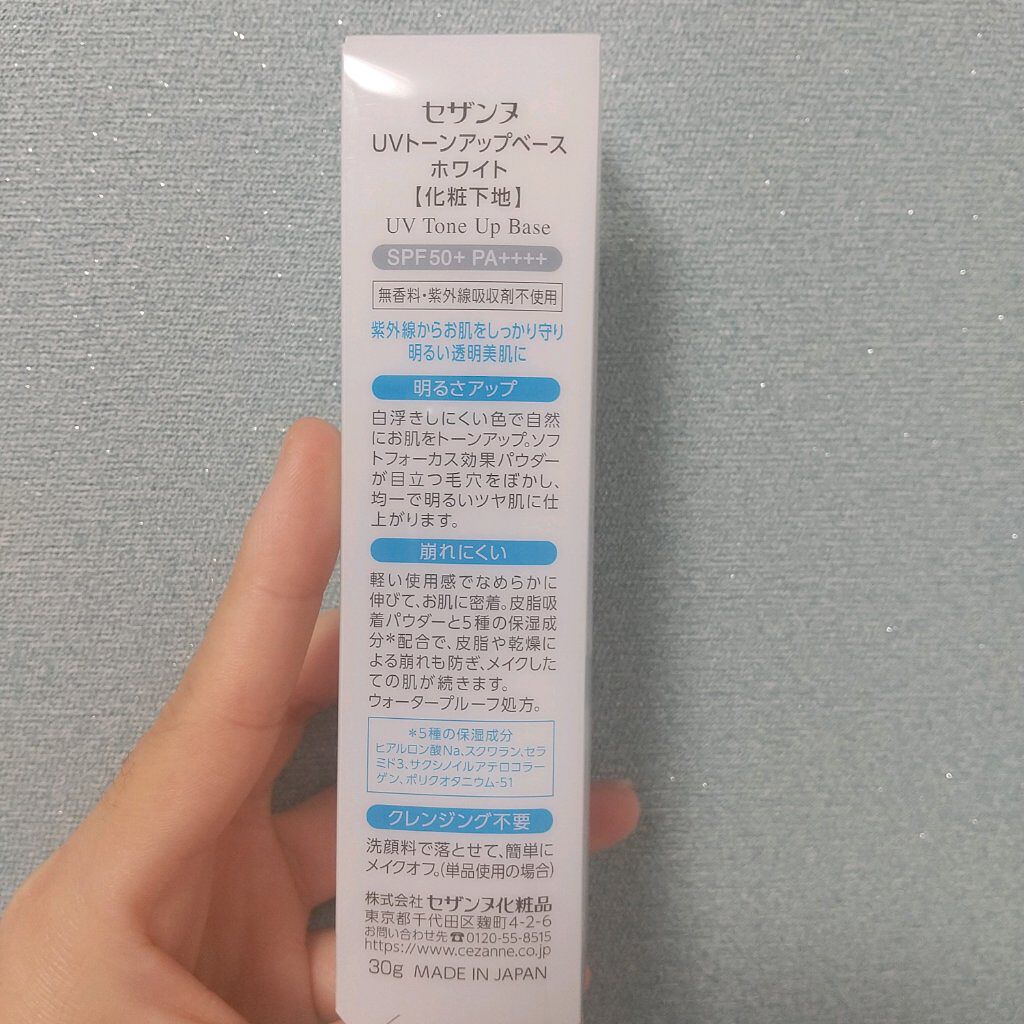 セザンヌ
UVトーンアップベース
ホワイト
【化粧下地】
UV Tone Up Base
SPF50+ PA++++
無香料・紫外線吸収剤不使用
紫外線からお肌をしっかり守り
明るい透明美肌に
明るさアップ
白浮きしにくい色で自然
にお肌をトーンアップ。ソフ
トフォーカス効果パウダー
が目立つ毛穴をぼかし、
均一で明るいツヤ肌に仕
上がります。
崩れにくい
軽い使用感でなめらかに
伸びて、お肌に密着。皮脂吸
着パウダーと5種の保湿成
分*配合で、皮脂や乾燥に
よる崩れも防ぎ、メイクした
ての肌が続きます。
ウォータープルーフ処方。
*5種の保湿成分
ヒアルロン酸Na、スクワラン、セラ
ミド3、サクシノイルアテロコラー
ゲン、ポリクオタニウム-51
クレンジング不要
洗顔料で落とせて、簡単に
メイクオフ。(単品使用の場合)
株式会社 セザンヌ化粧品
東京都千代田区麹町4-2-6
お問い合わせ先☎0120-55-8515
https://www.cezanne.co.jp
30g MADE IN JAPAN